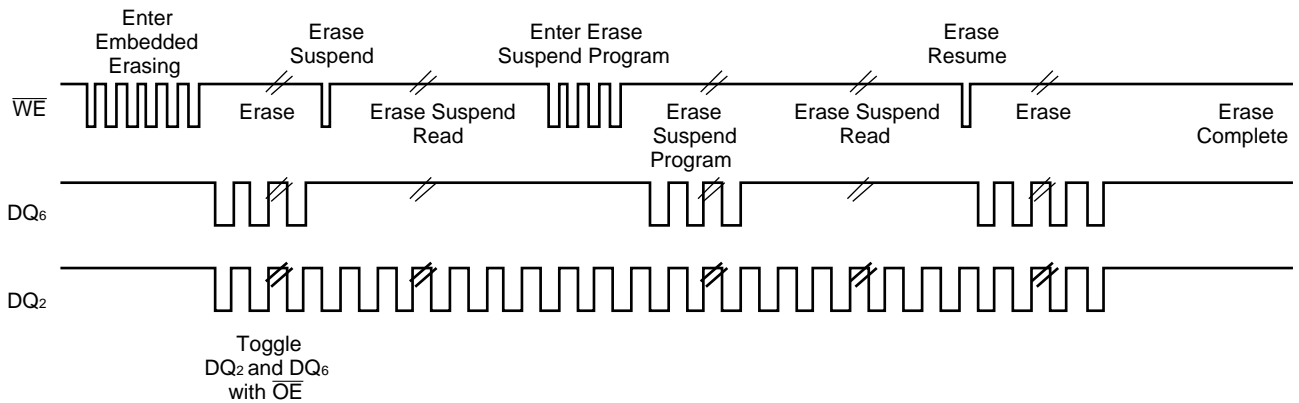 Enter
Embedded
Erasing
Erase
Suspend
Enter Erase
Suspend Program
Erase
Resume
WE
Erase
Erase Suspend
Read
Erase
Suspend
Program
Erase Suspend
Read
Erase
Erase
Complete
DQ6
DQ2
Toggle
DQ2 and DQ6
with OE